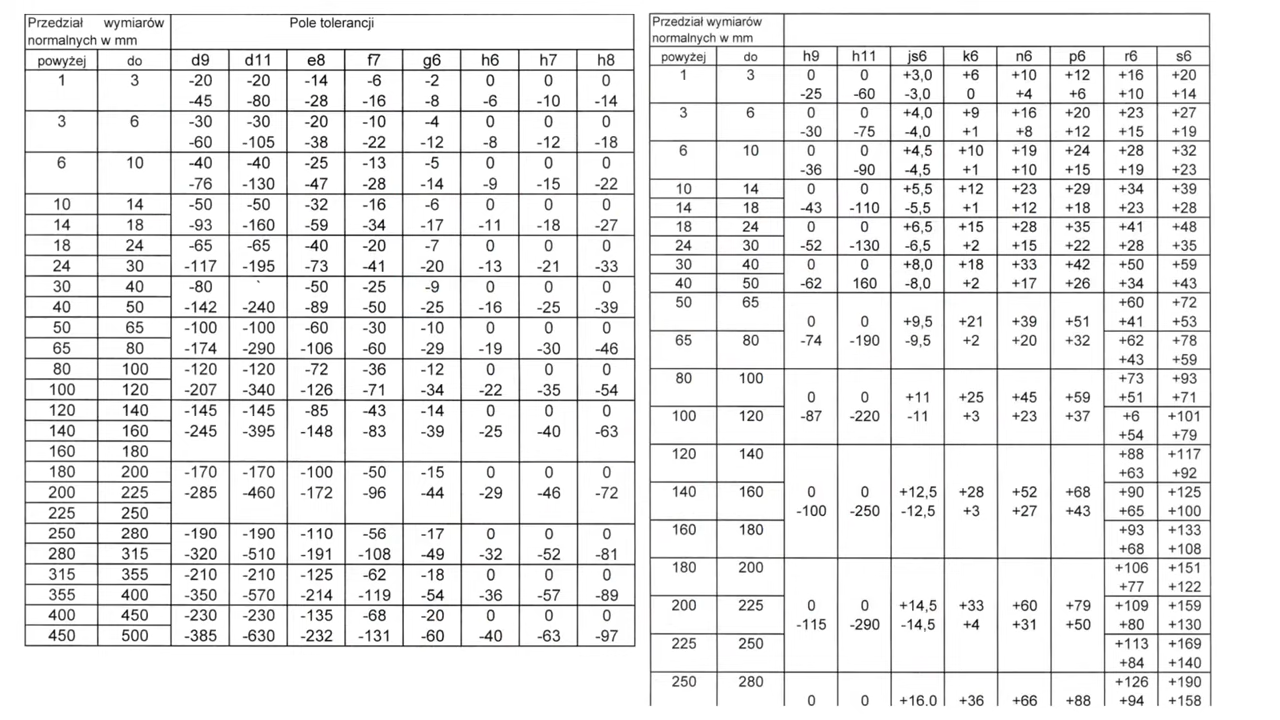 Przedział wymiarów normalnych w mm Pole tolerancji
powyżej do d9 d11 e8 f7 g6 h6 h7 h8
1 3 -20 -20 -14 -6 -2 0 0 0
-45 -80 -28 -16 -8 -6 -10 -14
3 6 -30 -30 -20 -10 -4 0 0 0
-60 -105 -38 -22 -12 -8 -12 -18
6 10 -40 -40 -25 -13 -5 0 0 0
-76 -130 -47 -28 -14 -9 -15 -22
10 14 -50 -50 -32 -16 -6 0 0 0
14 18 -93 -160 -59 -34 -17 -11 -18 -27
18 24 -65 -65 -40 -20 -7 0 0 0
24 30 -117 -195 -73 -41 -20 -13 -21 -33
30 40 -80 -50 -25 -9 0 0 0
40 50 -142 -240 -89 -50 -25 -16 -25 -39
50 65 -100 -100 -60 -30 -10 0 0 0
65 80 -174 -290 -106 -60 -29 -19 -30 -46
80 100 -120 -120 -72 -36 -12 0 0 0
100 120 -207 -340 -126 -71 -34 -22 -35 -54
120 140 -145 -145 -85 -43 -14 0 0 0
140 160 -245 -395 -148 -83 -39 -25 -40 -63
160 180
180 200 -170 -170 -100 -50 -15 0 0 0
200 225 -285 -460 -172 -96 -44 -29 -46 -72
225 250
250 280 -190 -190 -110 -56 -17 0 0 0
280 315 -320 -510 -191 -108 -49 -32 -52 -81
315 355 -210 -210 -125 -62 -18 0 0 0
355 400 -350 -570 -214 -119 -54 -36 -57 -89
400 450 -230 -230 -135 -68 -20 0 0 0
450 500 -385 -630 -232 -131 -60 -40 -63 -97
Przedział wymiarów
normalnych w mm
powyżej do h9 h11 js6 k6 n6 p6 r6 s6
1 3 0 0 +3,0 +6 +10 +12 +16 +20
-25 -60 -3,0 0 +4 +6 +10 +14
3 6 0 0 +4,0 +9 +16 +20 +23 +27
-30 -75 -4,0 +1 +8 +12 +15 +19
6 10 0 0 +4,5 +10 +19 +24 +28 +32
-36 -90 -4,5 +1 +10 +15 +19 +23
10 14 0 0 +5,5 +12 +23 +29 +34 +39
14 18 -43 -110 -5,5 +1 +12 +18 +23 +28
18 24 0 0 +6,5 +15 +28 +35 +41 +48
24 30 -52 -130 -6,5 +2 +15 +22 +28 +35
30 40 0 0 +8,0 +18 +33 +42 +50 +59
40 50 -62 160 -8,0 +2 +17 +26 +34 +43
50 65 +60 +72
0 0 +9,5 +21 +39 +51 +41 +53
65 80 -74 -190 -9,5 +2 +20 +32 +62 +78
+43 +59
80 100 +73 +93
0 0 +11 +25 +45 +59 +51 +71
100 120 -87 -220 -11 +3 +23 +37 +6 +101
+54 +79
120 140 +88 +117
+63 +92
140 160 0 0 +12,5 +28 +52 +68 +90 +125
-100 -250 -12,5 +3 +27 +43 +65 +100
160 180 +93 +133
+68 +108
180 200 +106 +151
+77 +122
200 225 0 0 +14,5 +33 +60 +79 +109 +159
-115 -290 -14,5 +4 +31 +50 +80 +130
225 250 +113 +169
+84 +140
250 280 +126 +190
0 0 +16,0 +36 +66 +88 +94 +158